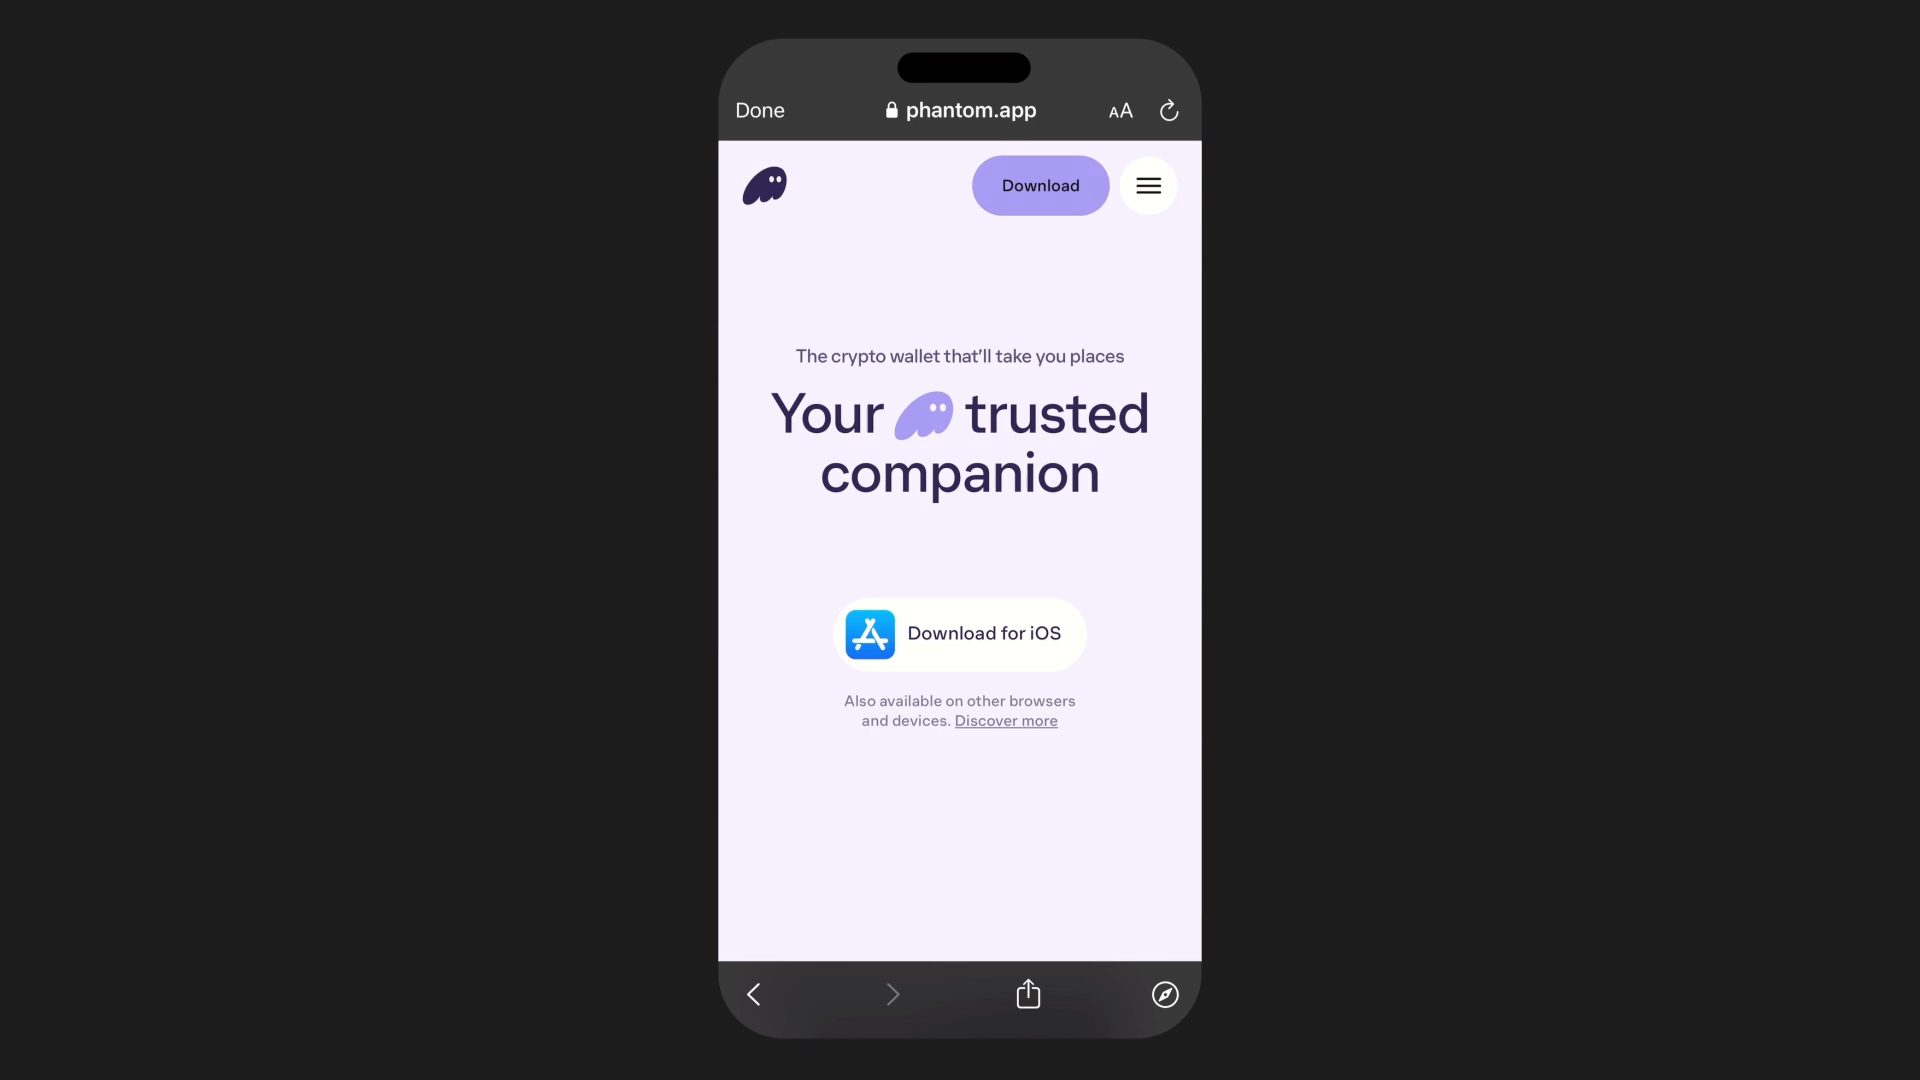 Done
phantom.app
AA
Download
The crypto wallet that'll take you places
Your trusted
companion
Download for iOS
Also available on other browsers
and devices. Discover more